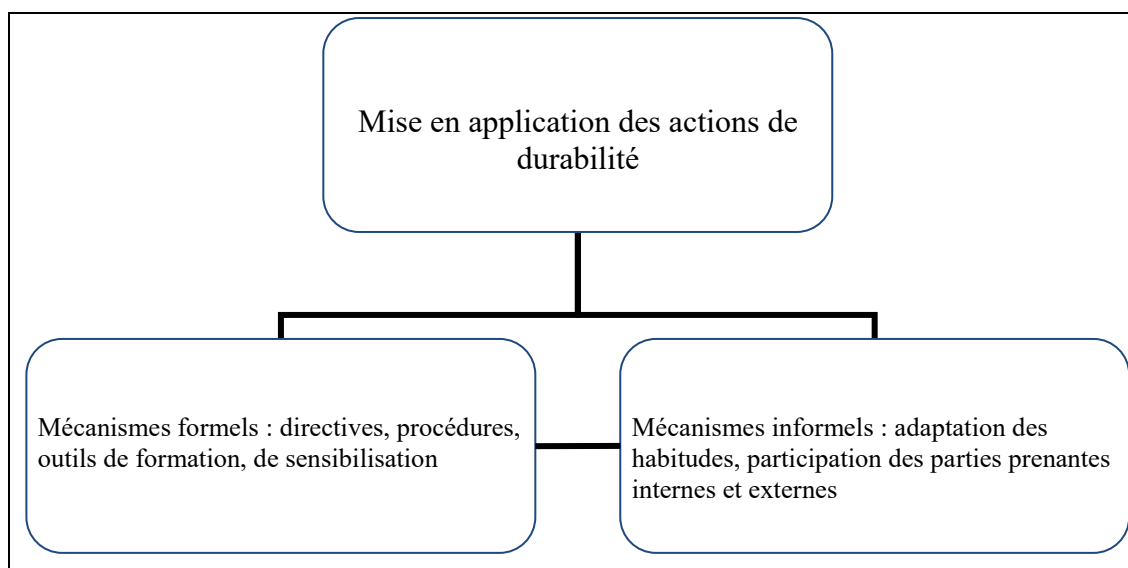 Mise en application des actions de
durabilité
Mécanismes formels : directives, procédures,
outils de formation, de sensibilisation
Mécanismes informels : adaptation des
habitudes, participation des parties prenantes
internes et externes